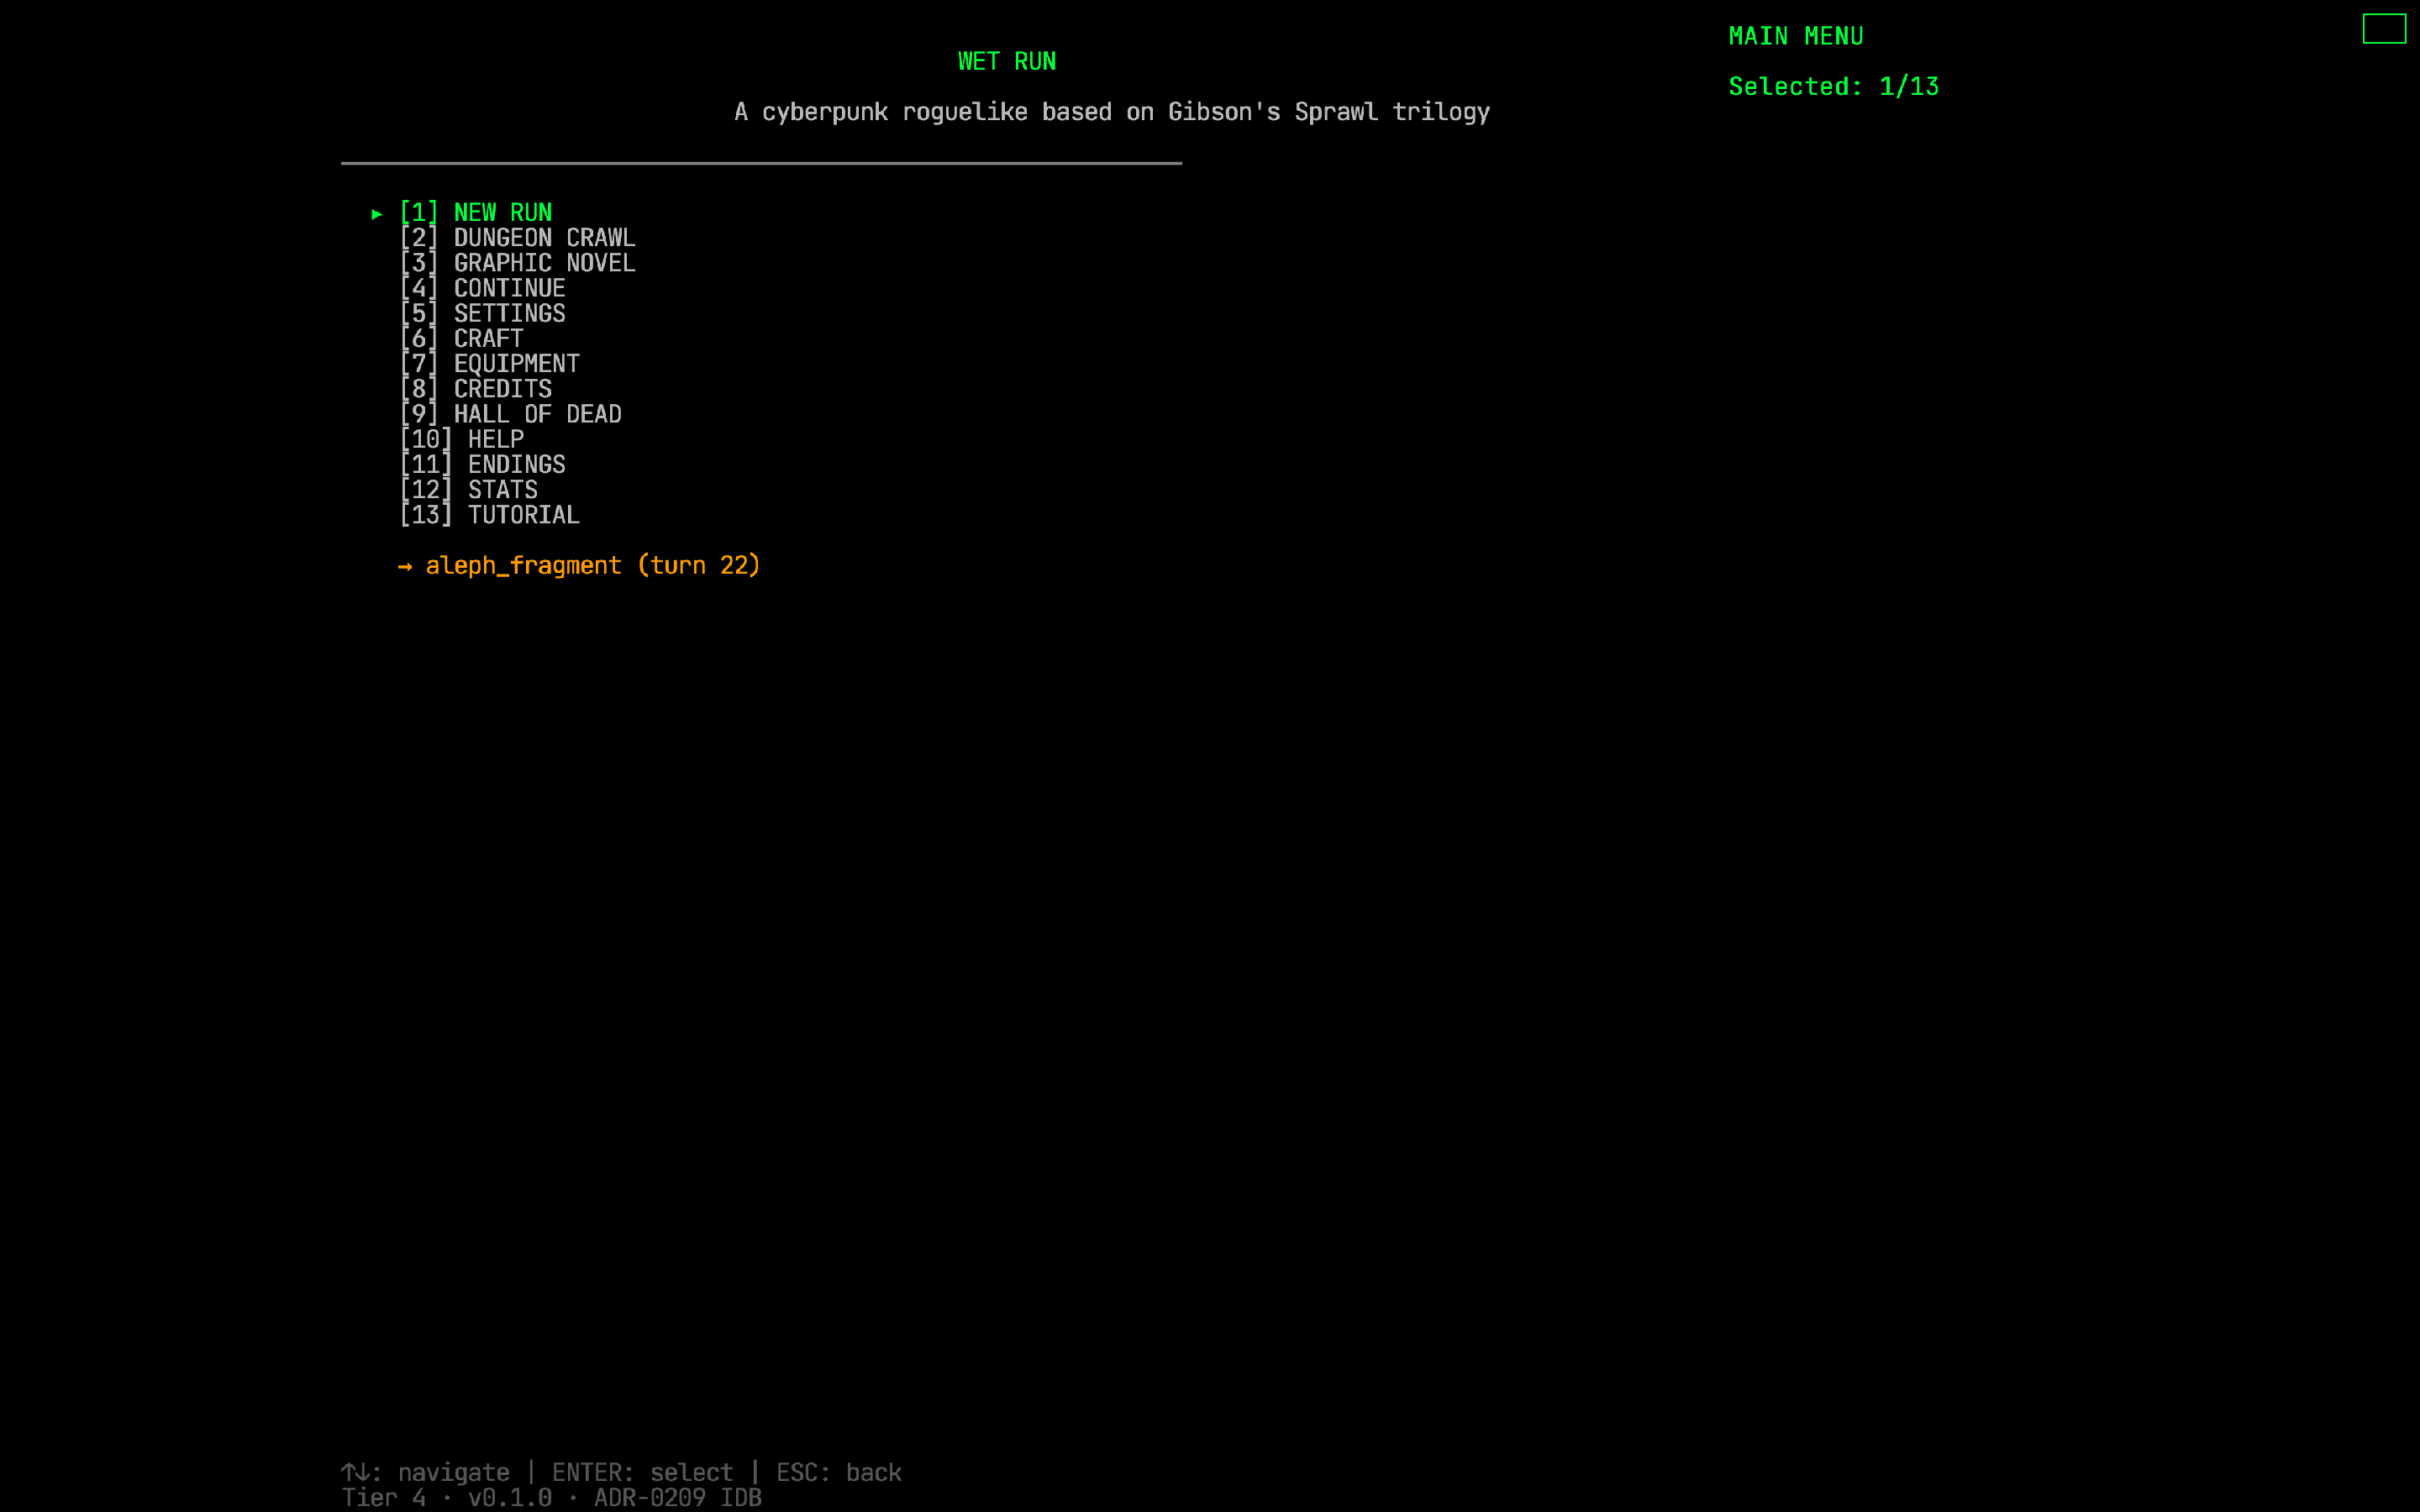 WET RUN
A cyberpunk roguelike based on Gibson's Sprawl trilogy
▸ [1] NEW RUN
[2] DUNGEON CRAWL
[3] GRAPHIC NOVEL
[4] CONTINUE
[5] SETTINGS
[6] CRAFT
[7] EQUIPMENT
[8] CREDITS
[9] HALL OF DEAD
[10] HELP
[11] ENDINGS
[12] STATS
[13] TUTORIAL
→ aleph_fragment (turn 22)
MAIN MENU
Selected: 1/13
↑↓: navigate | ENTER: select | ESC: back
Tier 4 · v0.1.0 · ADR-0209 IDB